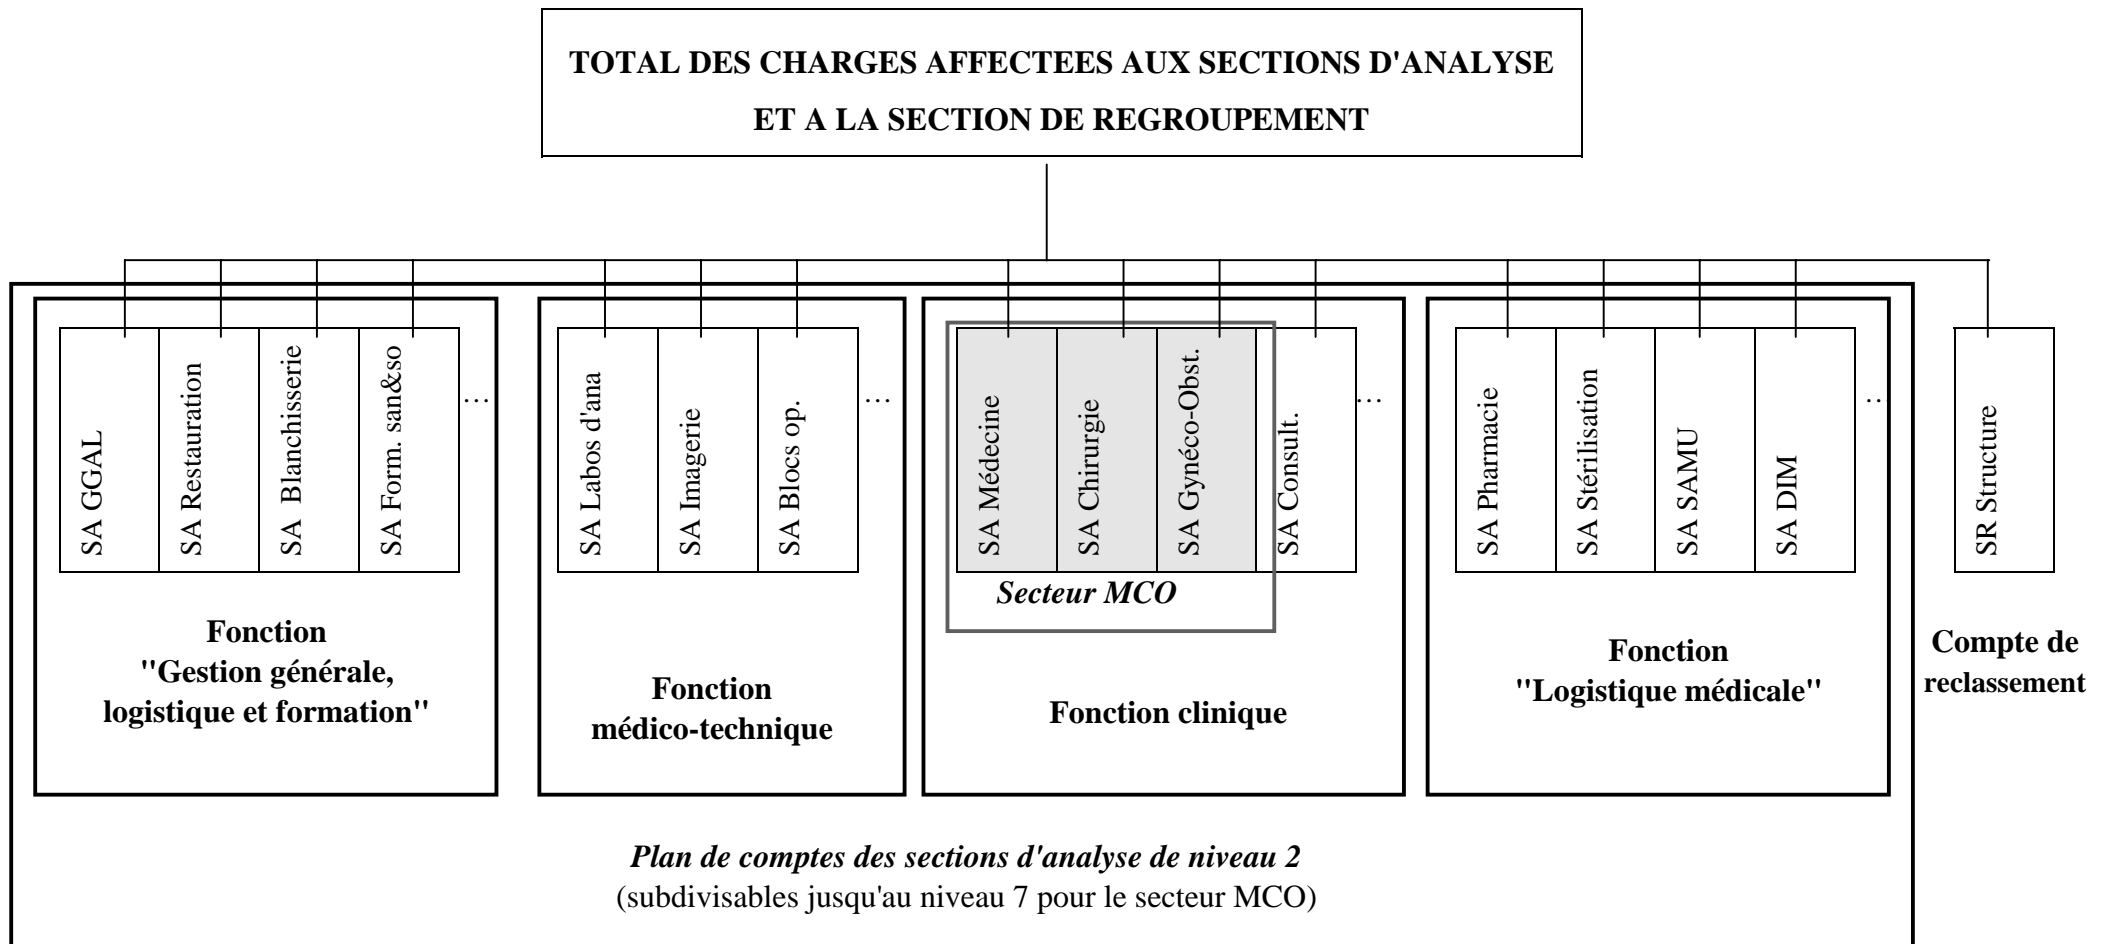 TOTAL DES CHARGES AFFECTEES AUX SECTIONS D'ANALYSE
ET A LA SECTION DE REGROUPEMENT
SA GGAL
SA Restauration
SA Blanchisserie
SA Form. san&so
…
Fonction
"Gestion générale,
logistique et formation"
SA Labos d'ana
SA Imagerie
SA Blocs op.
…
Fonction
médico-technique
SA Médecine
SA Chirurgie
SA Gynéco-Obst.
SA Consult.
…
Secteur MCO
Fonction clinique
SA Pharmacie
SA Stérilisation
SA SAMU
SA DIM
..
Fonction
"Logistique médicale"
SR Structure
Compte de
reclassement
Plan de comptes des sections d'analyse de niveau 2
(subdivisables jusqu'au niveau 7 pour le secteur MCO)